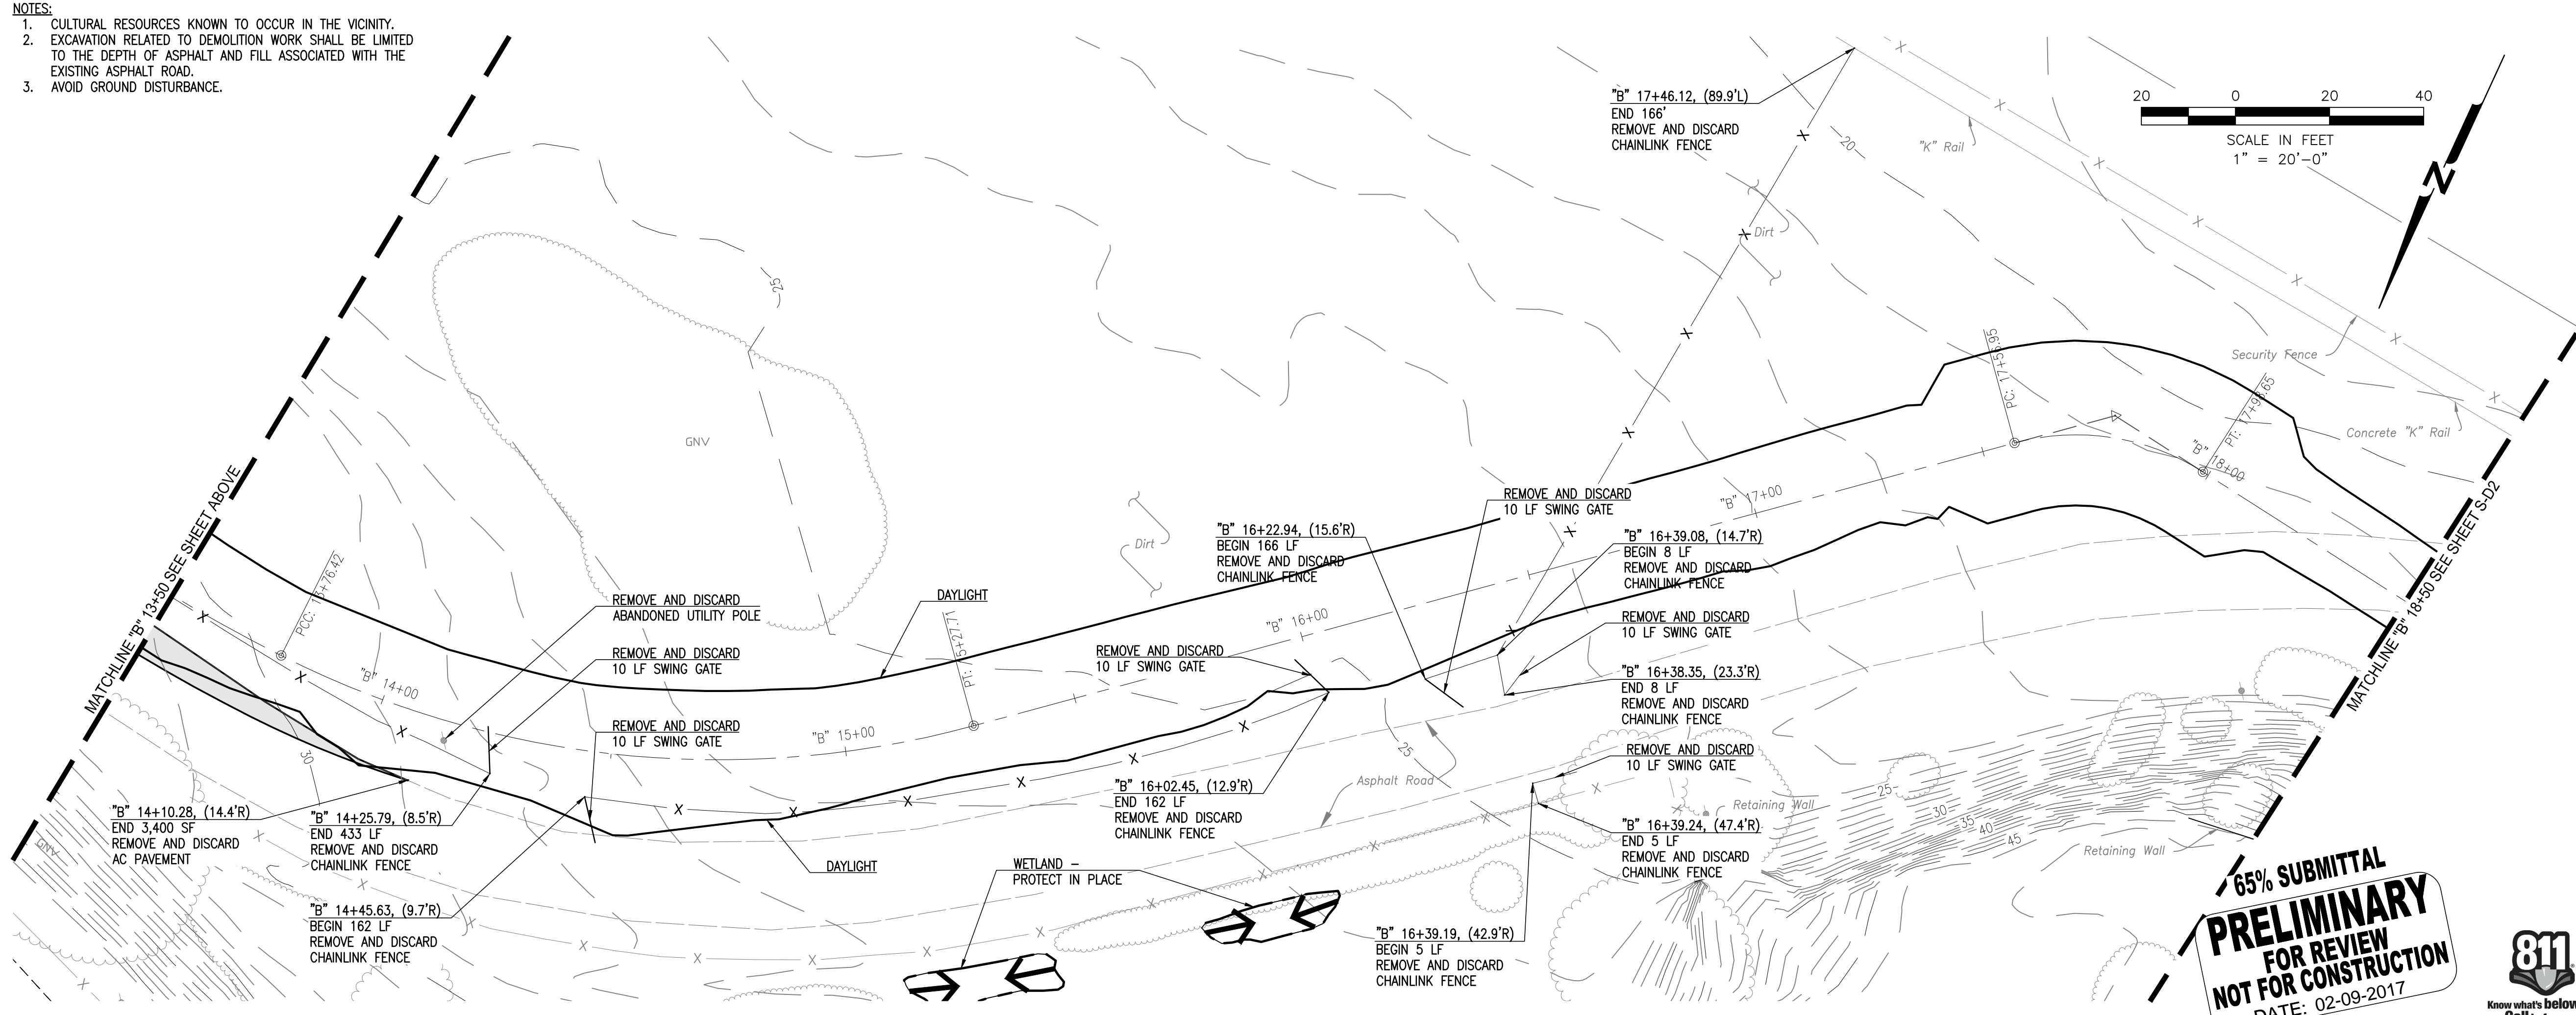 NOTES:
1. CULTURAL RESOURCES KNOWN TO OCCUR IN THE VICINITY.
2. EXCAVATION RELATED TO DEMOLITION WORK SHALL BE LIMITED
TO THE DEPTH OF ASPHALT AND FILL ASSOCIATED WITH THE
EXISTING ASPHALT ROAD.
3. AVOID GROUND DISTURBANCE.
"B" 17+46.12, (89.9'L)
END 166'
REMOVE AND DISCARD
CHAINLINK FENCE
20
"K" Rail
20 0 20 40
SCALE IN FEET
1" = 20'-0"
N
Dirt
25
GNV
Security Fence
Concrete "K" Rail
PC: 17+55.95
PT: 17+98.65
"B" 18+00
"B" 17+00
MATCHLINE "B" 13+50 SEE SHEET ABOVE
PCC: 13+76.42
"B" 14+00
REMOVE AND DISCARD
ABANDONED UTILITY POLE
REMOVE AND DISCARD
10 LF SWING GATE
REMOVE AND DISCARD
10 LF SWING GATE
"B" 15+00
DAYLIGHT
PT: 15+27.71
Dirt
REMOVE AND DISCARD
10 LF SWING GATE
"B" 16+22.94, (15.6'R)
BEGIN 166 LF
REMOVE AND DISCARD
CHAINLINK FENCE
"B" 16+00
REMOVE AND DISCARD
10 LF SWING GATE
"B" 16+39.08, (14.7'R)
BEGIN 8 LF
REMOVE AND DISCARD
CHAINLINK FENCE
REMOVE AND DISCARD
10 LF SWING GATE
"B" 16+38.35, (23.3'R)
END 8 LF
REMOVE AND DISCARD
CHAINLINK FENCE
REMOVE AND DISCARD
10 LF SWING GATE
MATCHLINE "B" 18+50 SEE SHEET S-D2
30
25
Asphalt Road
"B" 16+02.45, (12.9'R)
END 162 LF
REMOVE AND DISCARD
CHAINLINK FENCE
"B" 14+10.28, (14.4'R)
END 3,400 SF
REMOVE AND DISCARD
AC PAVEMENT
GNV
"B" 14+25.79, (8.5'R)
END 433 LF
REMOVE AND DISCARD
CHAINLINK FENCE
Retaining Wall
"B" 16+39.24, (47.4'R)
END 5 LF
REMOVE AND DISCARD
CHAINLINK FENCE
25
30
35
40
45
Retaining Wall
DAYLIGHT
WETLAND –
PROTECT IN PLACE
"B" 14+45.63, (9.7'R)
BEGIN 162 LF
REMOVE AND DISCARD
CHAINLINK FENCE
"B" 16+39.19, (42.9'R)
BEGIN 5 LF
REMOVE AND DISCARD
CHAINLINK FENCE
65% SUBMITTAL
PRELIMINARY
FOR REVIEW
NOT FOR CONSTRUCTION
DATE: 02-09-2017
811
Know what's below